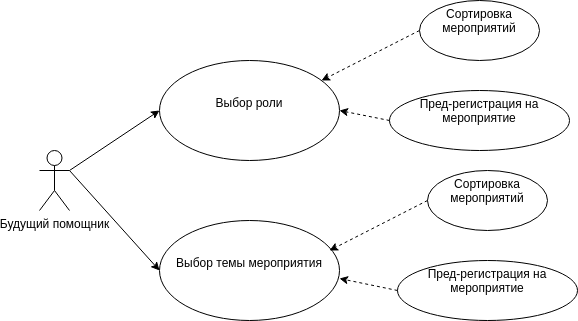 Сортировка
мероприятий
Выбор роли
Пред-регистрация на
мероприятие
Сортировка
мероприятий
Будущий помощник
Выбор темы мероприятия
Пред-регистрация на
мероприятие